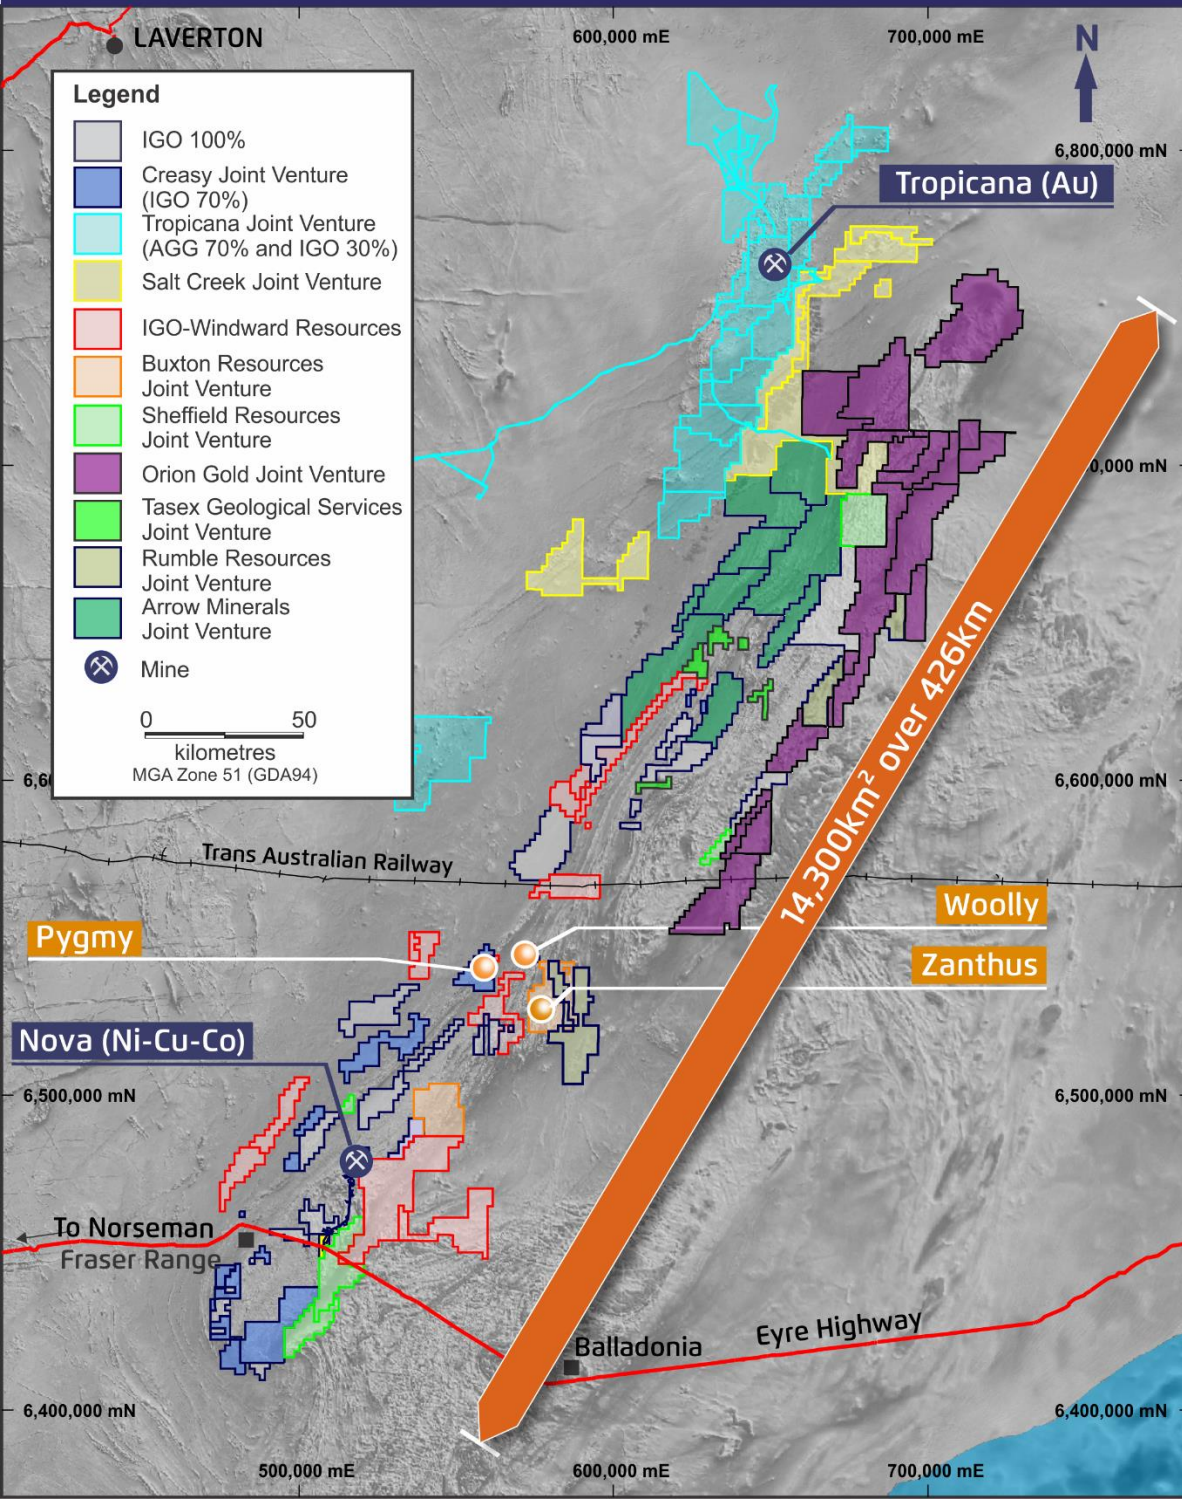 LAVERTON
600,000 mE
700,000 mE
N
Legend
IGO 100%
Creasy Joint Venture
(IGO 70%)
Tropicana Joint Venture
(AGG 70% and IGO 30%)
Salt Creek Joint Venture
IGO-Windward Resources
Buxton Resources
Joint Venture
Sheffield Resources
Joint Venture
Orion Gold Joint Venture
Tasex Geological Services
Joint Venture
Rumble Resources
Joint Venture
Arrow Minerals
Joint Venture
Mine
0 50
kilometres
MGA Zone 51 (GDA94)
6,800,000 mN
Tropicana (Au)
0,000 mN
14,300km² over 426km
6,60
6,600,000 mN
Trans Australian Railway
Woolly
Pygmy
Zanthus
Nova (Ni-Cu-Co)
6,500,000 mN
6,500,000 mN
To Norseman
Fraser Range
Balladonia
Eyre Highway
6,400,000 mN
6,400,000 mN
500,000 mE
600,000 mE
700,000 mE